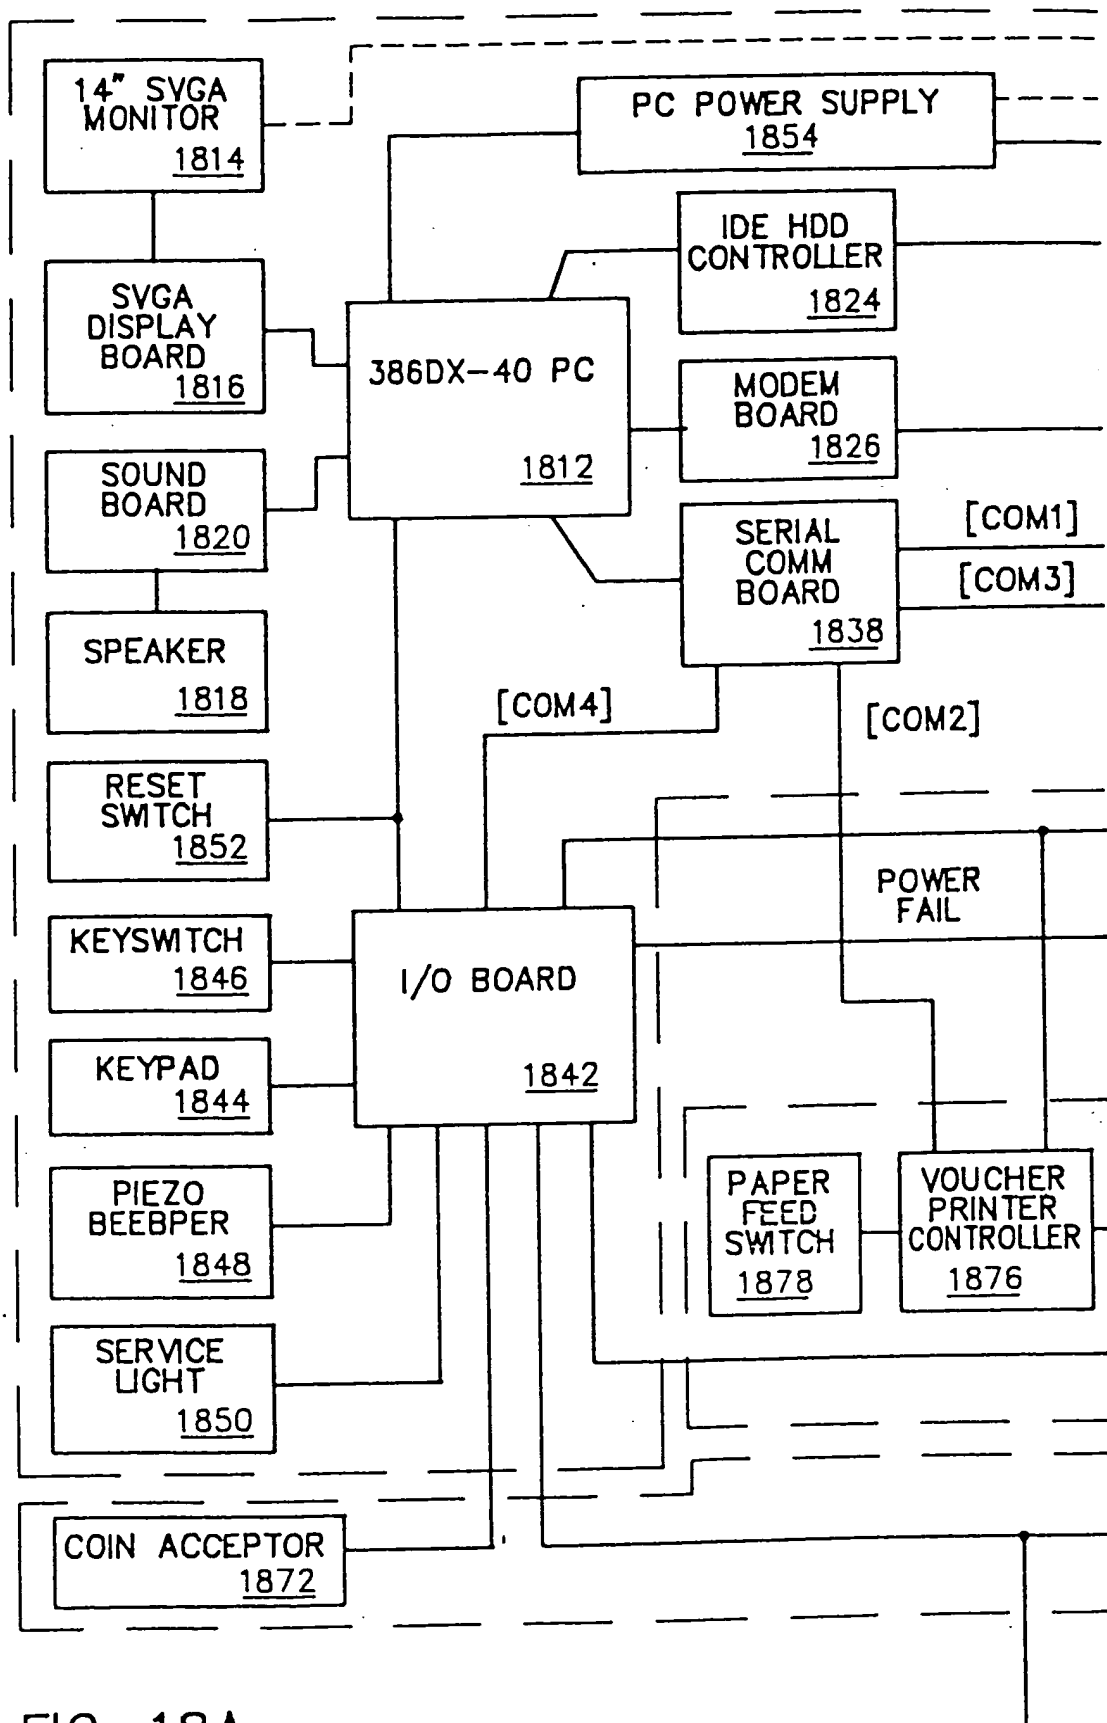 14" SVGA
MONITOR
1814
PC POWER SUPPLY
1854
IDE HDD
CONTROLLER
1824
SVGA
DISPLAY
BOARD
1816
386DX-40 PC
1812
MODEM
BOARD
1826
SOUND
BOARD
1820
SERIAL
COMM
BOARD
1838
[COM1]
[COM3]
SPEAKER
1818
[COM4]
[COM2]
RESET
SWITCH
1852
POWER
FAIL
KEYSWITCH
1846
I/O BOARD
1842
KEYPAD
1844
PIEZO
BEEBPER
1848
PAPER
FEED
SWITCH
1878
VOUCHER
PRINTER
CONTROLLER
1876
SERVICE
LIGHT
1850
COIN ACCEPTOR
1872
FIG. 18A